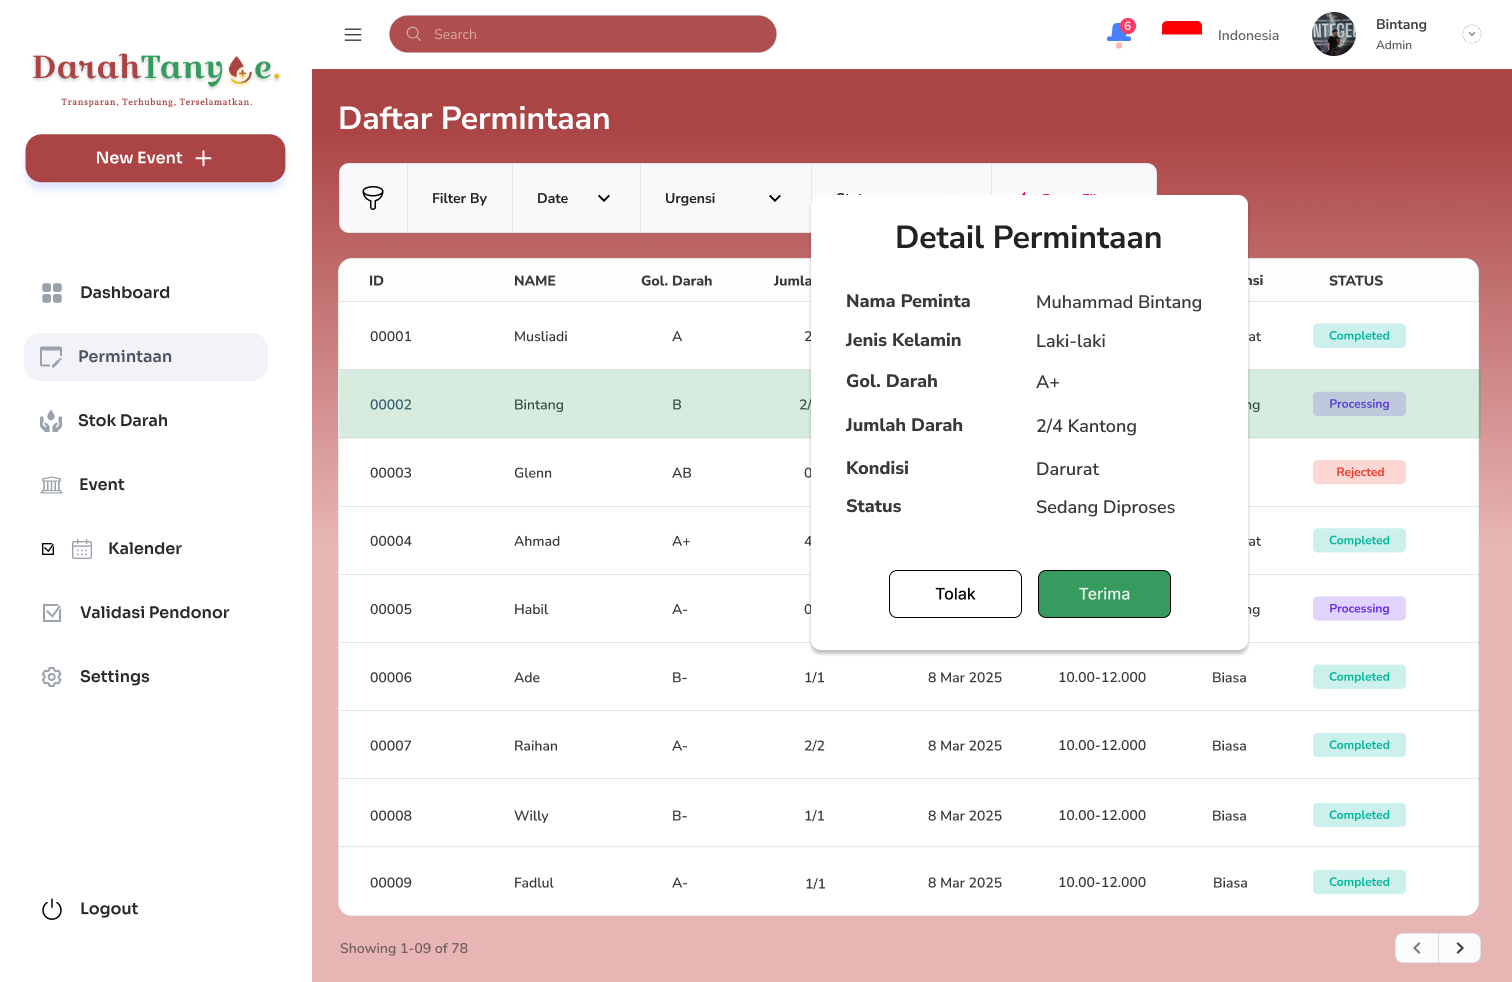 DarahTanyoe.
Transparan, Terhubung, Terselamatkan.
New Event
Dashboard
Permintaan
Stok Darah
Event
Kalender
Validasi Pendonor
Settings
Logout
Search
6
Indonesia
Bintang
Admin
Daftar Permintaan
Filter By Date Urgensi
ID NAME Gol. Darah Jumla nsi STATUS
00001 Musliadi A 2 at Completed
00002 Bintang B 2/ ng Processing
00003 Glenn AB 0 Rejected
00004 Ahmad A+ 4 at Completed
00005 Habil A- 0 ng Processing
00006 Ade B- 1/1 8 Mar 2025 10.00-12.000 Biasa Completed
00007 Raihan A- 2/2 8 Mar 2025 10.00-12.000 Biasa Completed
00008 Willy B- 1/1 8 Mar 2025 10.00-12.000 Biasa Completed
00009 Fadlul A- 1/1 8 Mar 2025 10.00-12.000 Biasa Completed
Showing 1-09 of 78
Detail Permintaan
Nama Peminta Muhammad Bintang
Jenis Kelamin Laki-laki
Gol. Darah A+
Jumlah Darah 2/4 Kantong
Kondisi Darurat
Status Sedang Diproses
Tolak Terima